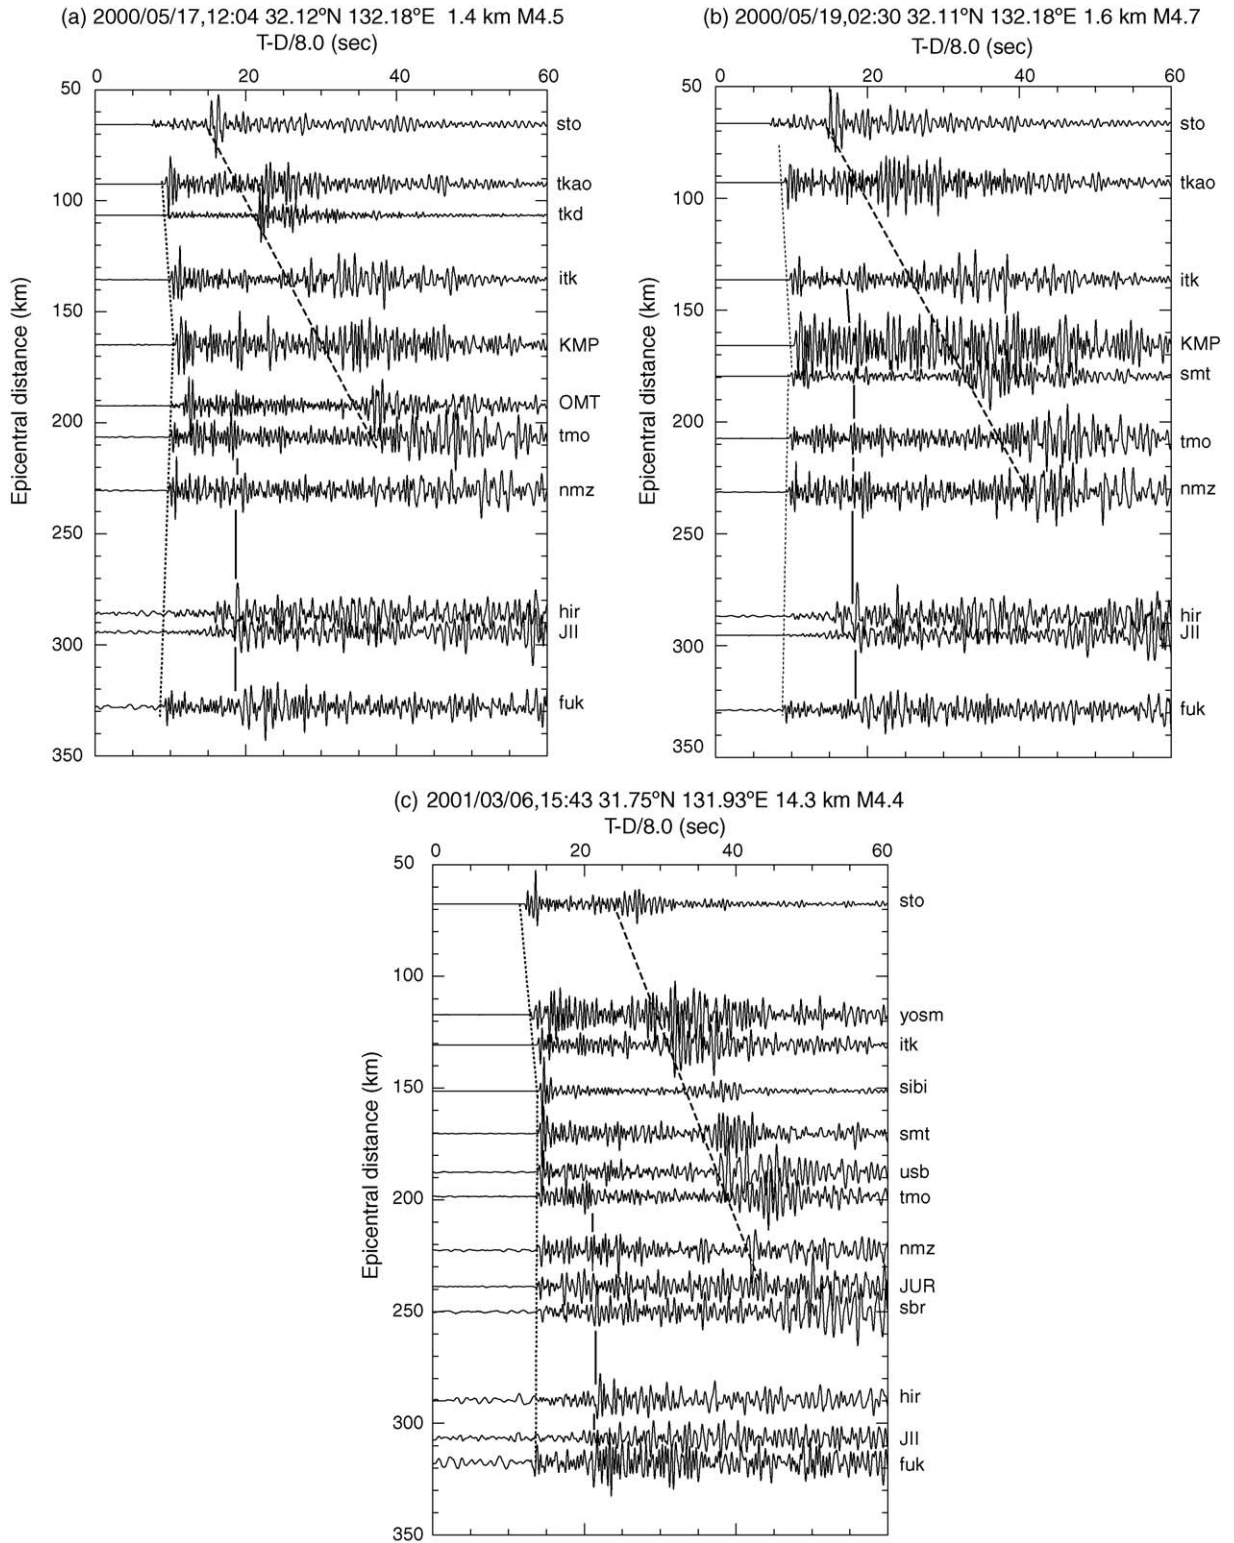 (a) 2000/05/17,12:04 32.12°N 132.18°E 1.4 km M4.5
T-D/8.0 (sec)
0 20 40 60
50
100
150
200
250
300
350
Epicentral distance (km)
sto
tkao
tkd
itk
KMP
OMT
tmo
nmz
hir
JII
fuk
(b) 2000/05/19,02:30 32.11°N 132.18°E 1.6 km M4.7
T-D/8.0 (sec)
0 20 40 60
50
100
150
200
250
300
350
Epicentral distance (km)
sto
tkao
itk
KMP
smt
tmo
nmz
hir
JII
fuk
(c) 2001/03/06,15:43 31.75°N 131.93°E 14.3 km M4.4
T-D/8.0 (sec)
0 20 40 60
50
100
150
200
250
300
350
Epicentral distance (km)
sto
yosm
itk
sibi
smt
usb
tmo
nmz
JUR
sbr
hir
JII
fuk